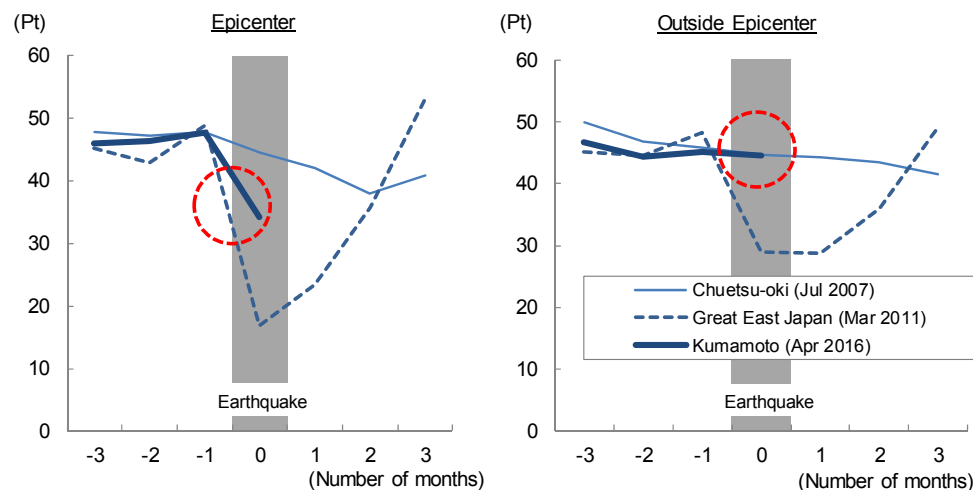 (Pt)
Epicenter
60
50
40
30
20
10
0
Earthquake
-3 -2 -1 0 1 2 3
(Number of months)
(Pt)
Outside Epicenter
60
50
40
30
20
10
0
Chuetsu-oki (Jul 2007)
Great East Japan (Mar 2011)
Kumamoto (Apr 2016)
Earthquake
-3 -2 -1 0 1 2 3
(Number of months)